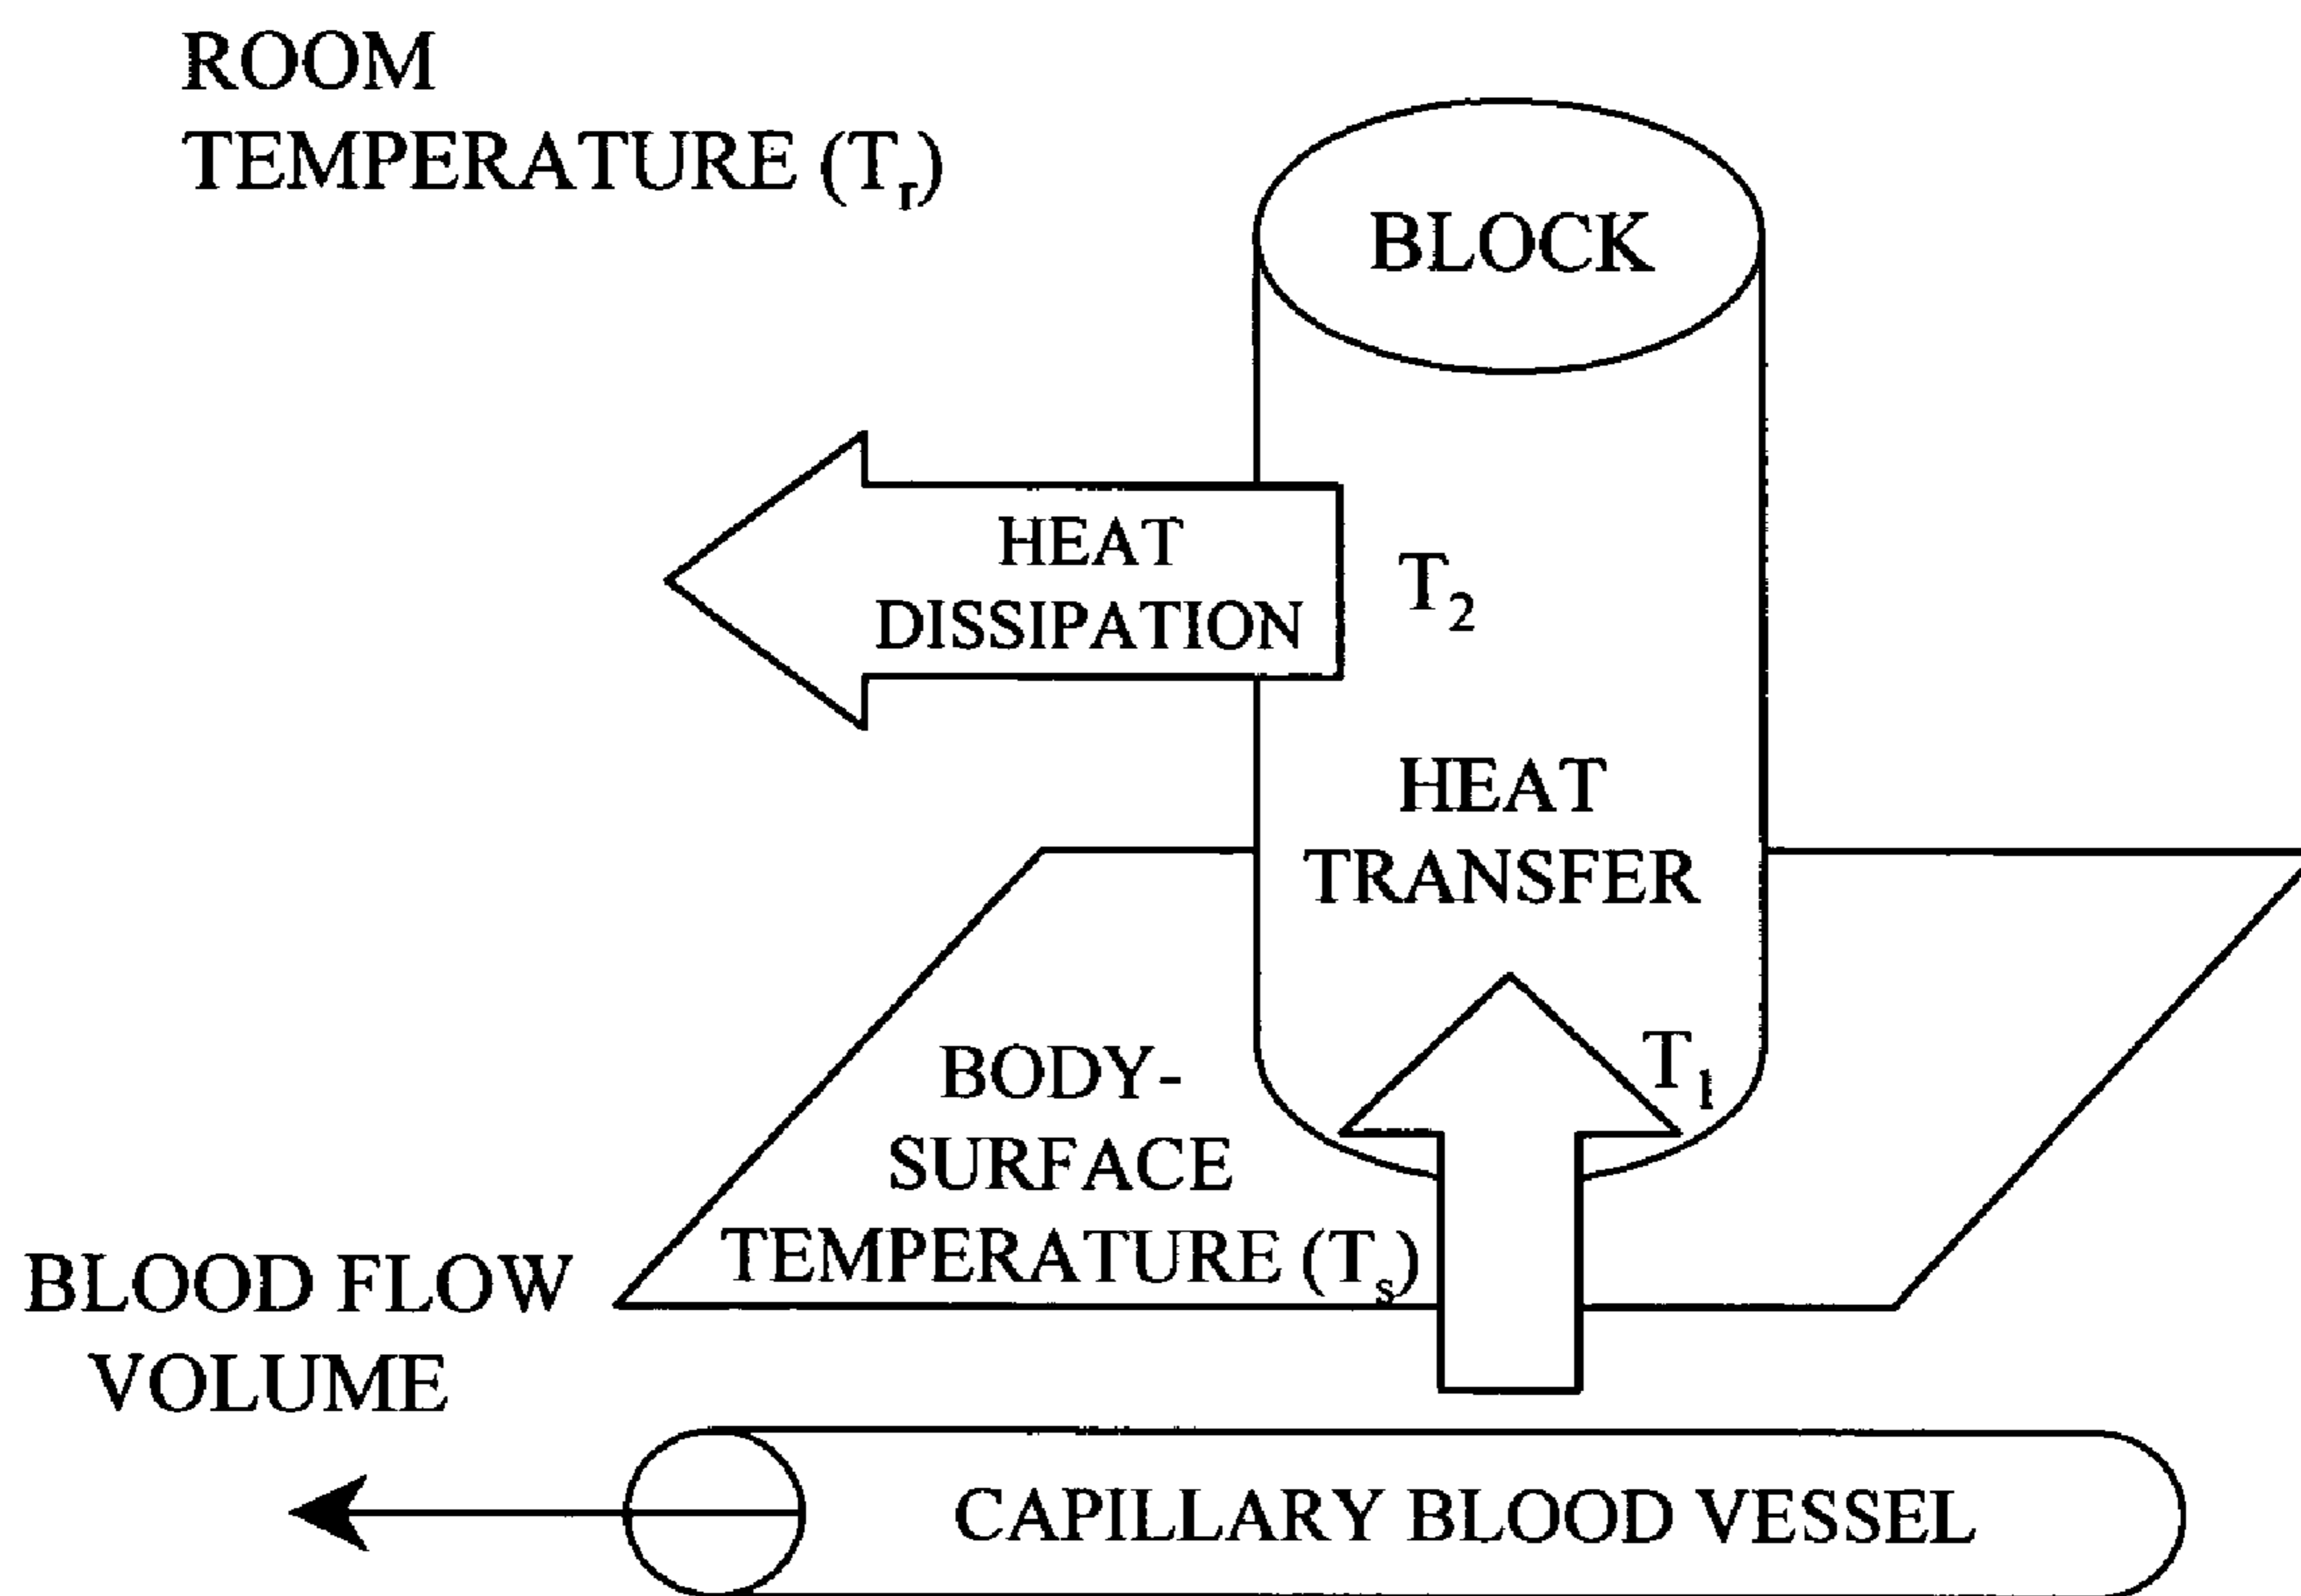 ROOM
TEMPERATURE (Tr)
BLOCK
HEAT
DISSIPATION
T2
HEAT
TRANSFER
T1
BODY-
SURFACE
TEMPERATURE (Ts)
BLOOD FLOW
VOLUME
CAPILLARY BLOOD VESSEL